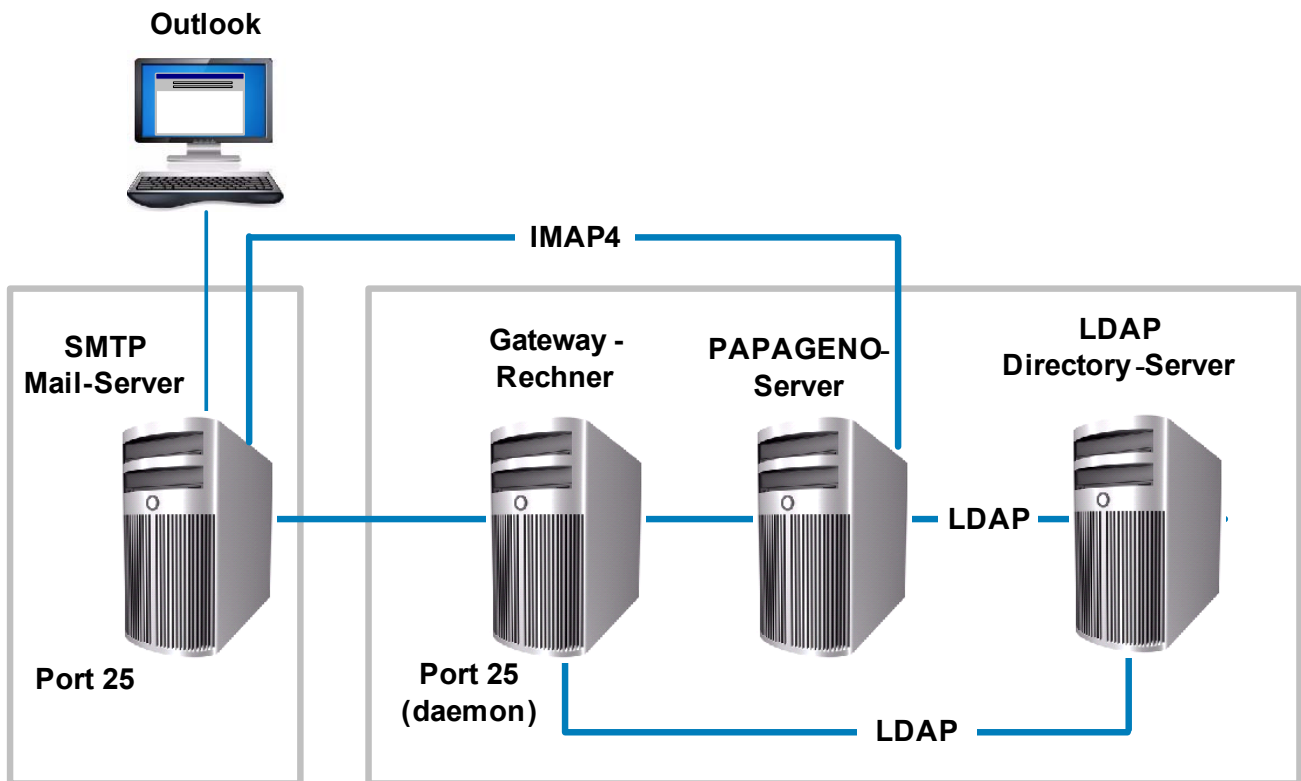 Outlook
IMAP4
SMTP
Mail-Server
Gateway -
Rechner
PAPAGENO-
Server
LDAP
Directory-Server
LDAP
Port 25
Port 25
(daemon)
LDAP